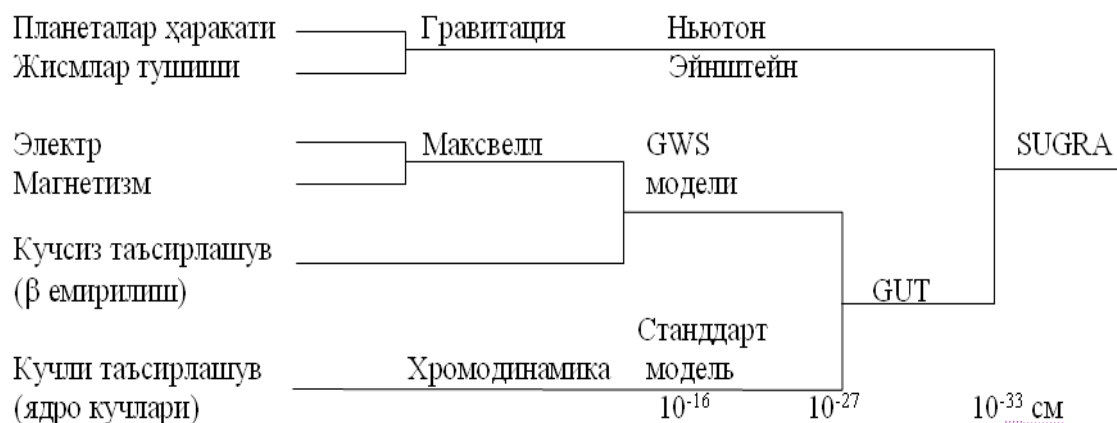 Планеталар ҳаракати Гравитация Ньютон
Жисмлар тушиши Эйнштейн
Электр Максвелл GWS SUGRA
Магнетизм модели
Кучсиз таъсирлашув
(β емирилиш) GUT
Станддарт
Кучли таъсирлашув Хромодинамика модель
(ядро кучлари) 10⁻¹⁶ 10⁻²⁷ 10⁻³³ см